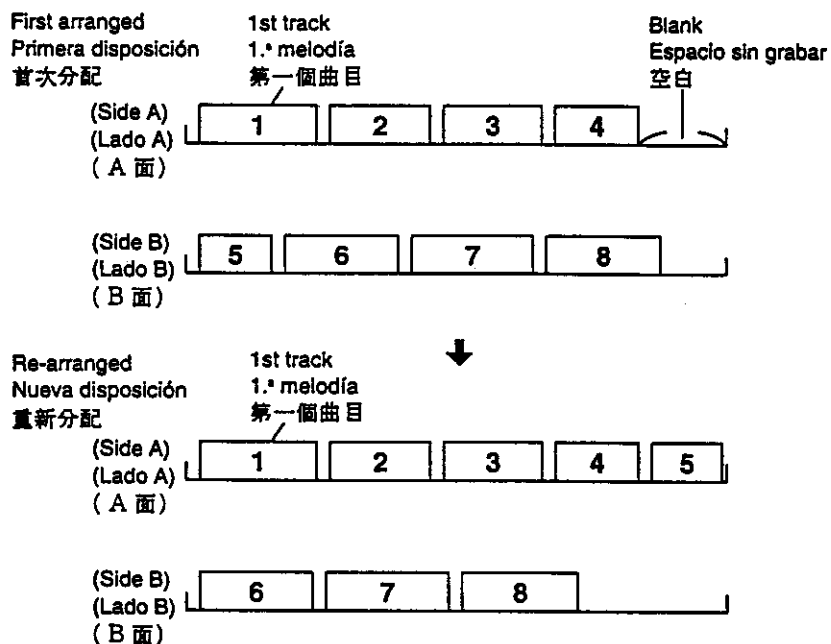 First arranged
Primera disposición
首次分配
1st track
1.ª melodía
第一個曲目
Blank
Espacio sin grabar
空白
(Side A)
(Lado A)
( A 面)
1 2 3 4
(Side B)
(Lado B)
( B 面)
5 6 7 8
Re-arranged
Nueva disposición
重新分配
1st track
1.ª melodía
第一個曲目
(Side A)
(Lado A)
( A 面)
1 2 3 4 5
(Side B)
(Lado B)
( B 面)
6 7 8